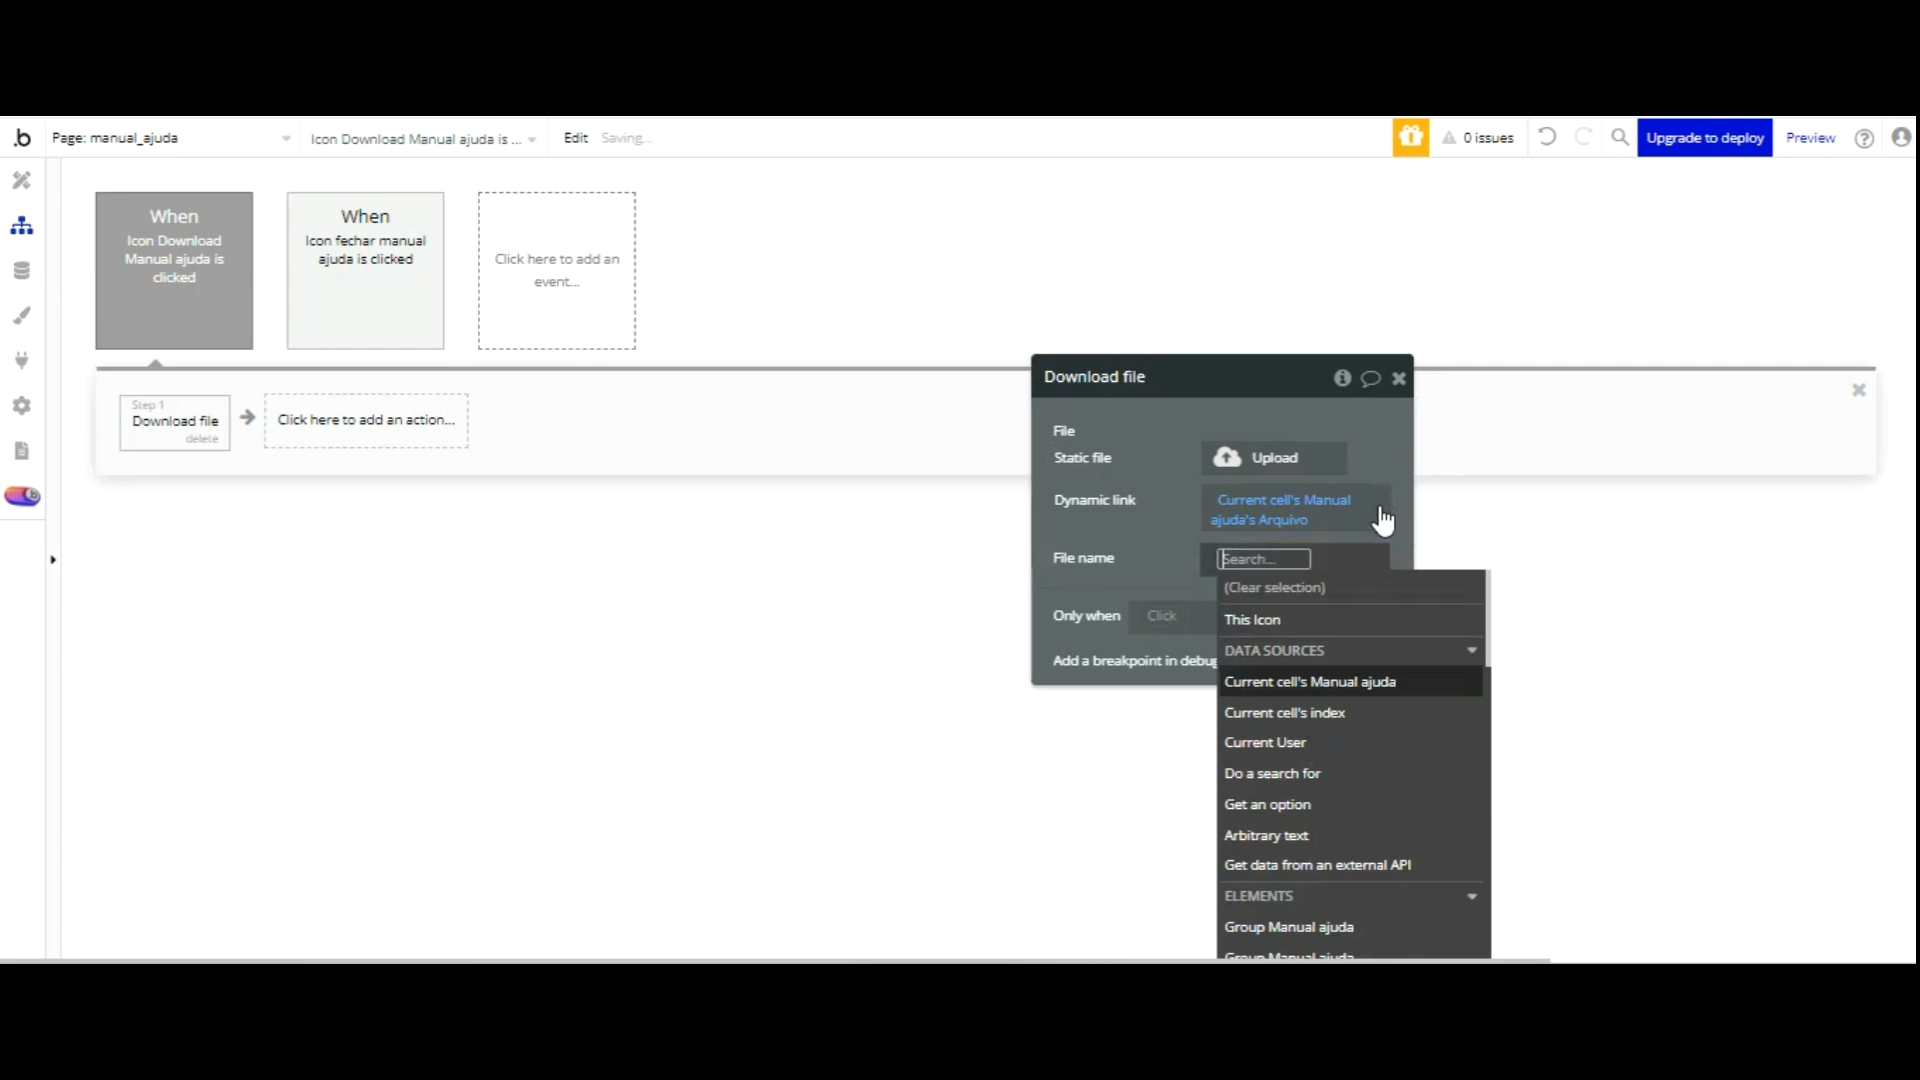 .b
Page: manual_ajuda
Icon Download Manual ajuda is ...
Edit
Saving...
0 issues
Upgrade to deploy
Preview
When
Icon Download
Manual ajuda is
clicked
When
Icon fechar manual
ajuda is clicked
Click here to add an
event...
Step 1
Download file
delete
Click here to add an action...
Download file
File
Static file
Upload
Dynamic link
Current cell's Manual
ajuda's Arquivo
File name
Search...
(Clear selection)
Only when
Click
This Icon
DATA SOURCES
Add a breakpoint in debug
Current cell's Manual ajuda
Current cell's index
Current User
Do a search for
Get an option
Arbitrary text
Get data from an external API
ELEMENTS
Group Manual ajuda
Group Manual ajuda